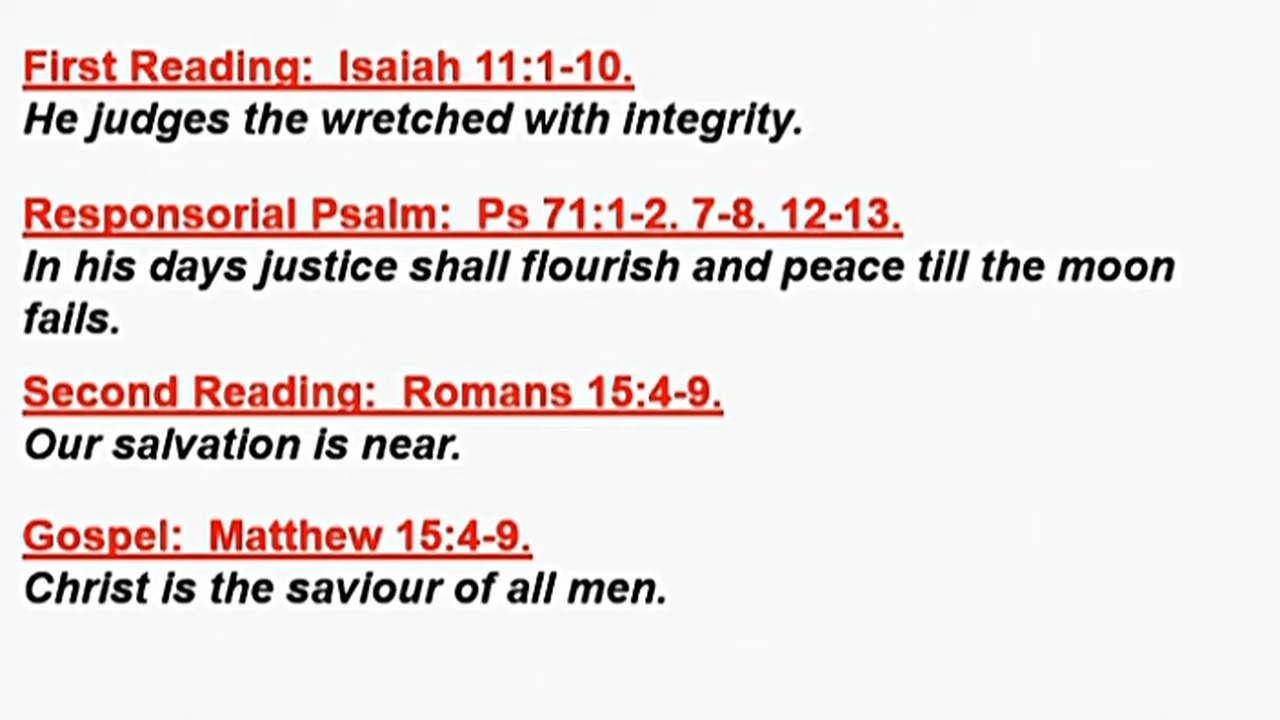 First Reading:  Isaiah 11:1-10.
He judges the wretched with integrity.
Responsorial Psalm:  Ps 71:1-2. 7-8. 12-13.
In his days justice shall flourish and peace till the moon
fails.
Second Reading:  Romans 15:4-9.
Our salvation is near.
Gospel:  Matthew 15:4-9.
Christ is the saviour of all men.